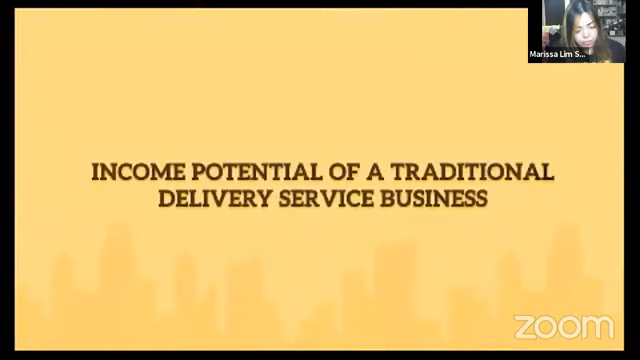 Marissa Lim S...
INCOME POTENTIAL OF A TRADITIONAL
DELIVERY SERVICE BUSINESS
zoom